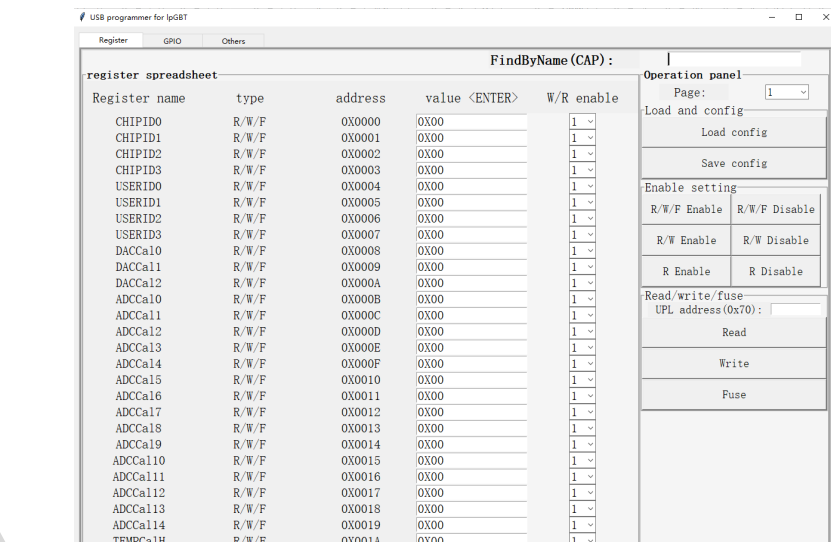 USB programmer for lpGBT
Register GPIO Others
FindByName(CAP):
register spreadsheet
Register name type address value <ENTER> W/R enable
CHIPID0 R/W/F 0X0000 0X00 1
CHIPID1 R/W/F 0X0001 0X00 1
CHIPID2 R/W/F 0X0002 0X00 1
CHIPID3 R/W/F 0X0003 0X00 1
USERID0 R/W/F 0X0004 0X00 1
USERID1 R/W/F 0X0005 0X00 1
USERID2 R/W/F 0X0006 0X00 1
USERID3 R/W/F 0X0007 0X00 1
DACCal0 R/W/F 0X0008 0X00 1
DACCal1 R/W/F 0X0009 0X00 1
DACCal2 R/W/F 0X000A 0X00 1
ADCCal0 R/W/F 0X000B 0X00 1
ADCCal1 R/W/F 0X000C 0X00 1
ADCCal2 R/W/F 0X000D 0X00 1
ADCCal3 R/W/F 0X000E 0X00 1
ADCCal4 R/W/F 0X000F 0X00 1
ADCCal5 R/W/F 0X0010 0X00 1
ADCCal6 R/W/F 0X0011 0X00 1
ADCCal7 R/W/F 0X0012 0X00 1
ADCCal8 R/W/F 0X0013 0X00 1
ADCCal9 R/W/F 0X0014 0X00 1
ADCCal10 R/W/F 0X0015 0X00 1
ADCCal11 R/W/F 0X0016 0X00 1
ADCCal12 R/W/F 0X0017 0X00 1
ADCCal13 R/W/F 0X0018 0X00 1
ADCCal14 R/W/F 0X0019 0X00 1
TEMPCalH R/W/F 0X001A 0X00 1
Operation panel
Page: 1
Load and config
Load config
Save config
Enable setting
R/W/F Enable R/W/F Disable
R/W Enable R/W Disable
R Enable R Disable
Read/write/fuse
UPL address(0x70):
Read
Write
Fuse